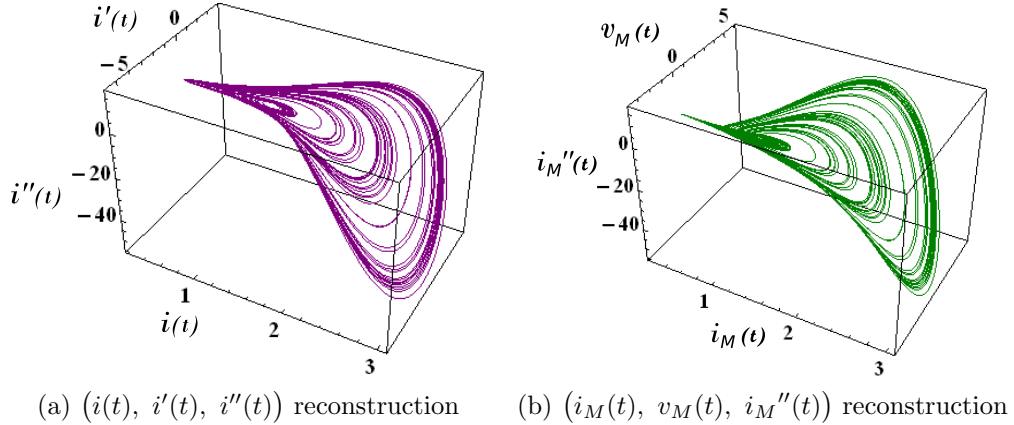 i'(t)
0
−5
0
−20
−40
i''(t)
1
2
3
i(t)
v_M(t)
5
0
0
−20
−40
i_M''(t)
1
2
3
i_M(t)
(a) (i(t), i'(t), i''(t)) reconstruction
(b) (i_M(t), v_M(t), i_M''(t)) reconstruction